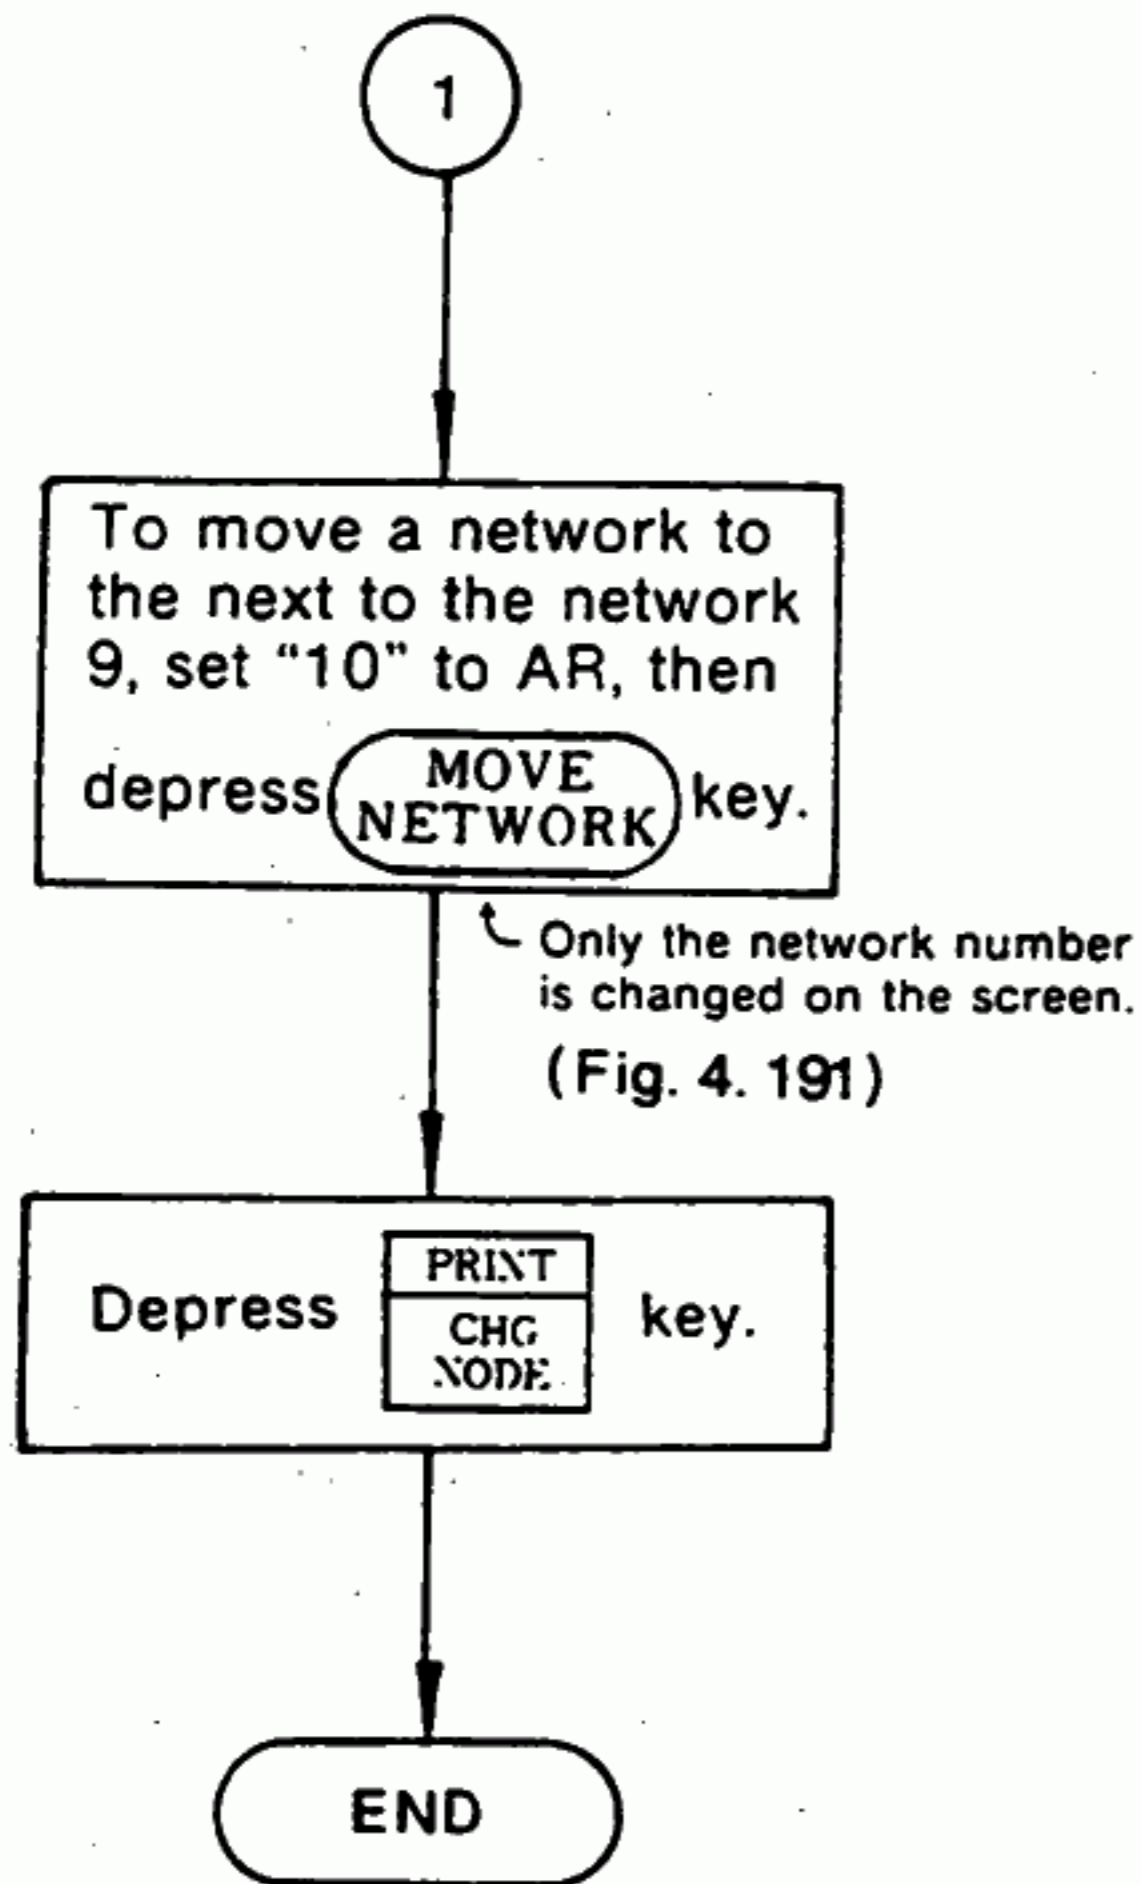 1
To move a network to
the next to the network
9, set “10” to AR, then
depress MOVE NETWORK key.
Only the network number
is changed on the screen.
(Fig. 4. 191)
Depress PRINT CHG NODE key.
END